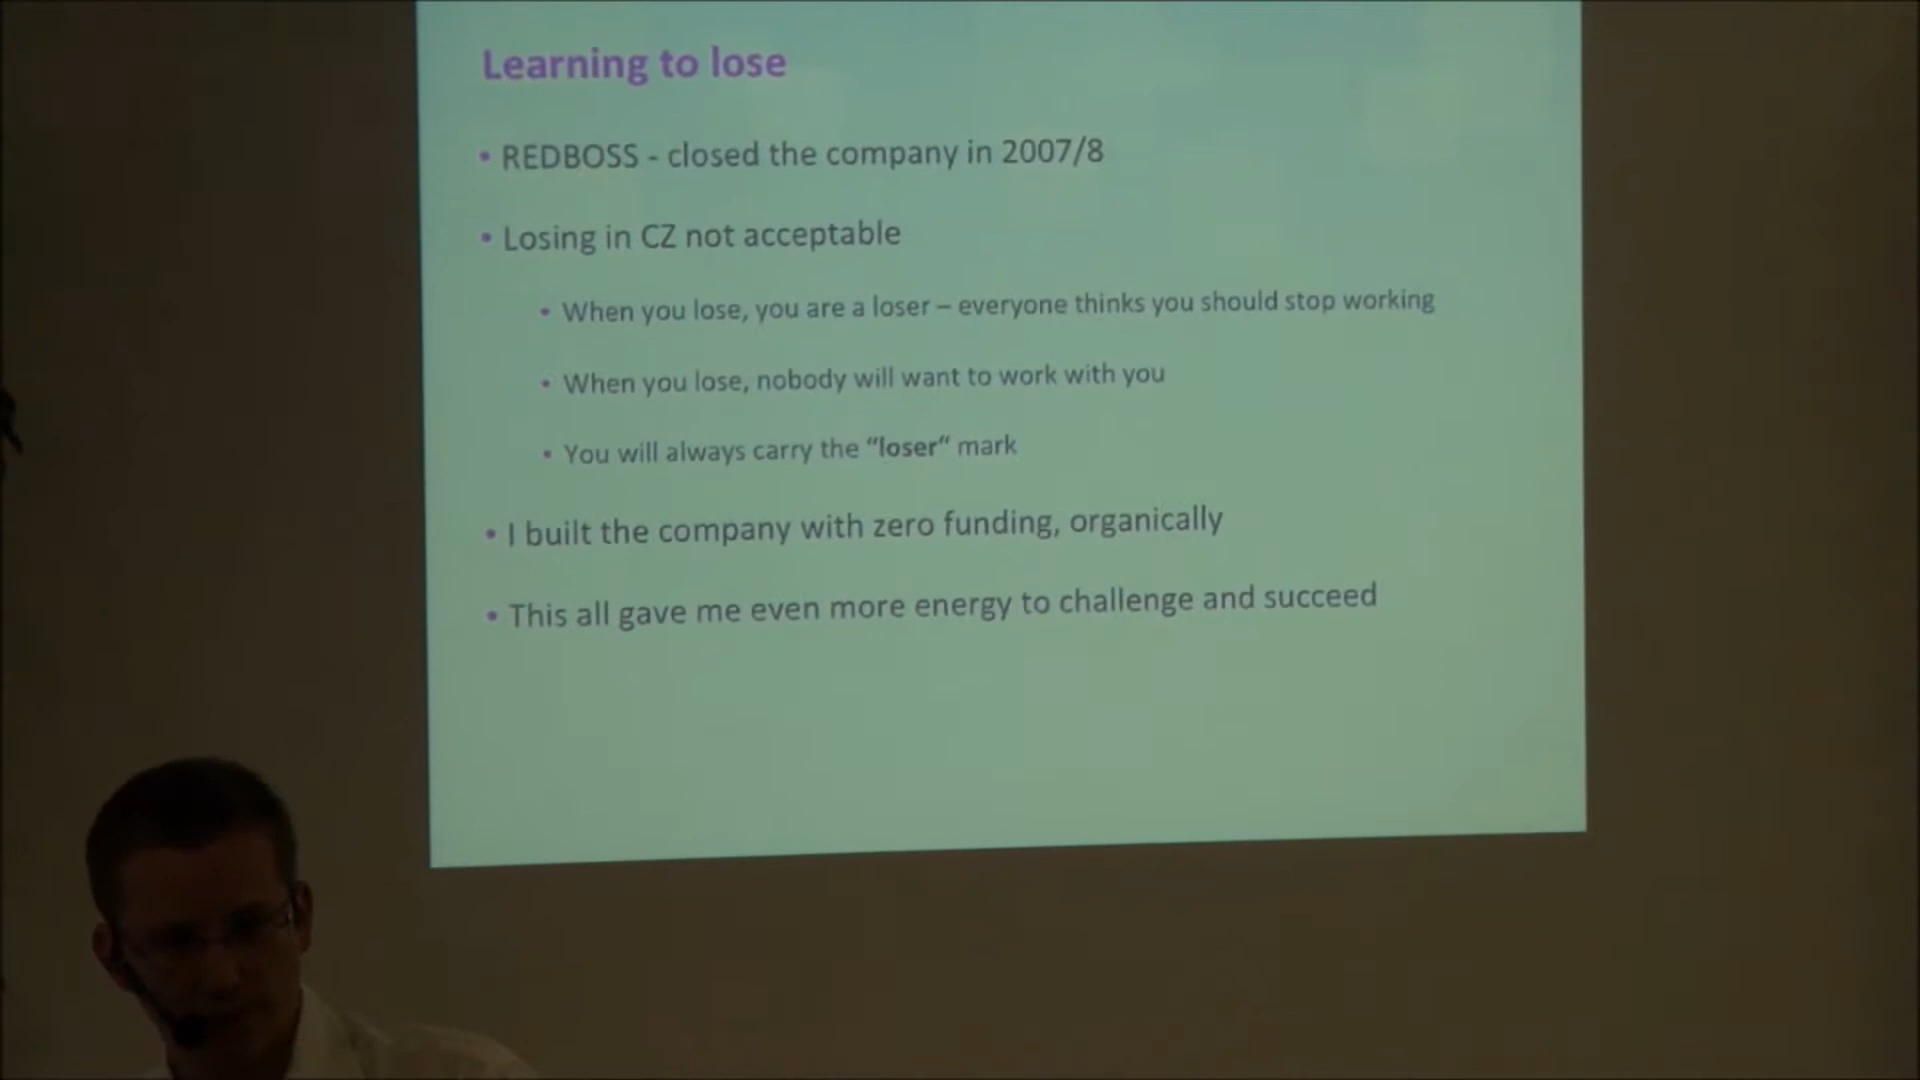 Learning to lose
• REDBOSS - closed the company in 2007/8
• Losing in CZ not acceptable
• When you lose, you are a loser – everyone thinks you should stop working
• When you lose, nobody will want to work with you
• You will always carry the “loser“ mark
• I built the company with zero funding, organically
• This all gave me even more energy to challenge and succeed